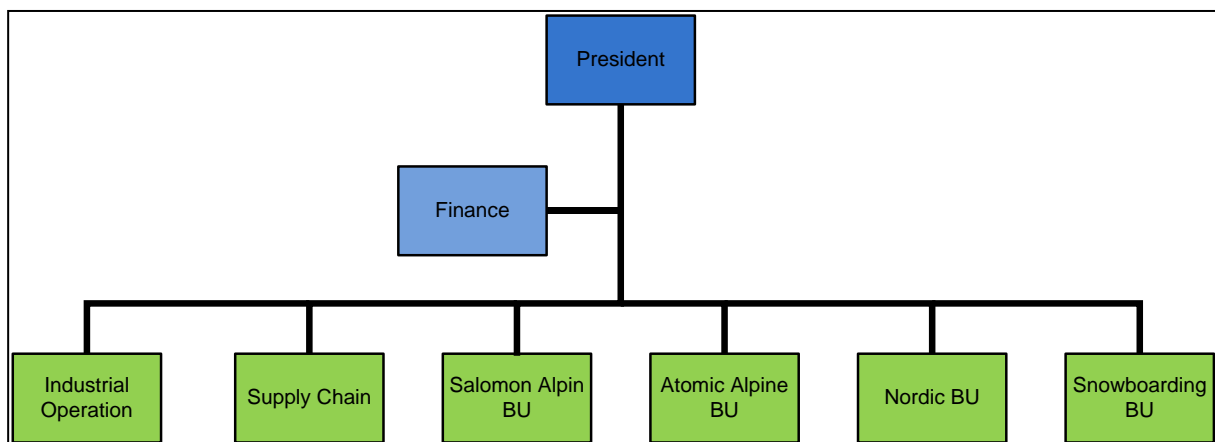 President
Finance
Industrial
Operation
Supply Chain
Salomon Alpin
BU
Atomic Alpine
BU
Nordic BU
Snowboarding
BU